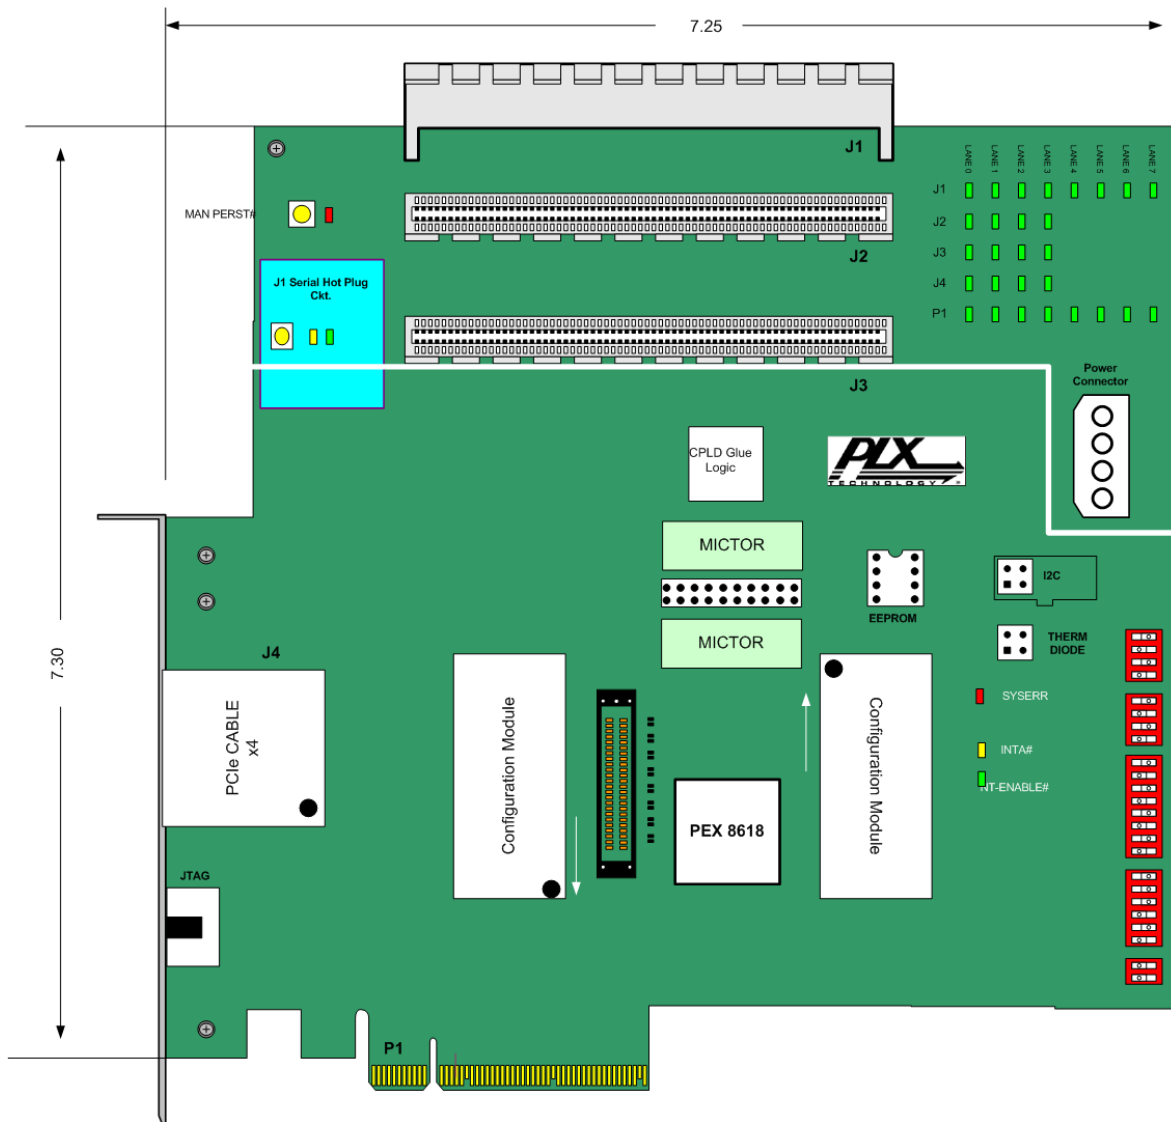 7.25
7.30
J1
LANE 0
LANE 1
LANE 2
LANE 3
LANE 4
LANE 5
LANE 6
LANE 7
J1
J2
J3
J4
P1
MAN PERST#
J1 Serial Hot Plug
Ckt.
J2
J3
Power
Connector
CPLD Glue
Logic
PLX
TECHNOLOGY
MICTOR
MICTOR
EEPROM
I2C
THERM
DIODE
SYSERR
INTA#
NT-ENABLE#
J4
PCIe CABLE
x4
Configuration Module
PEX 8618
Configuration Module
JTAG
P1